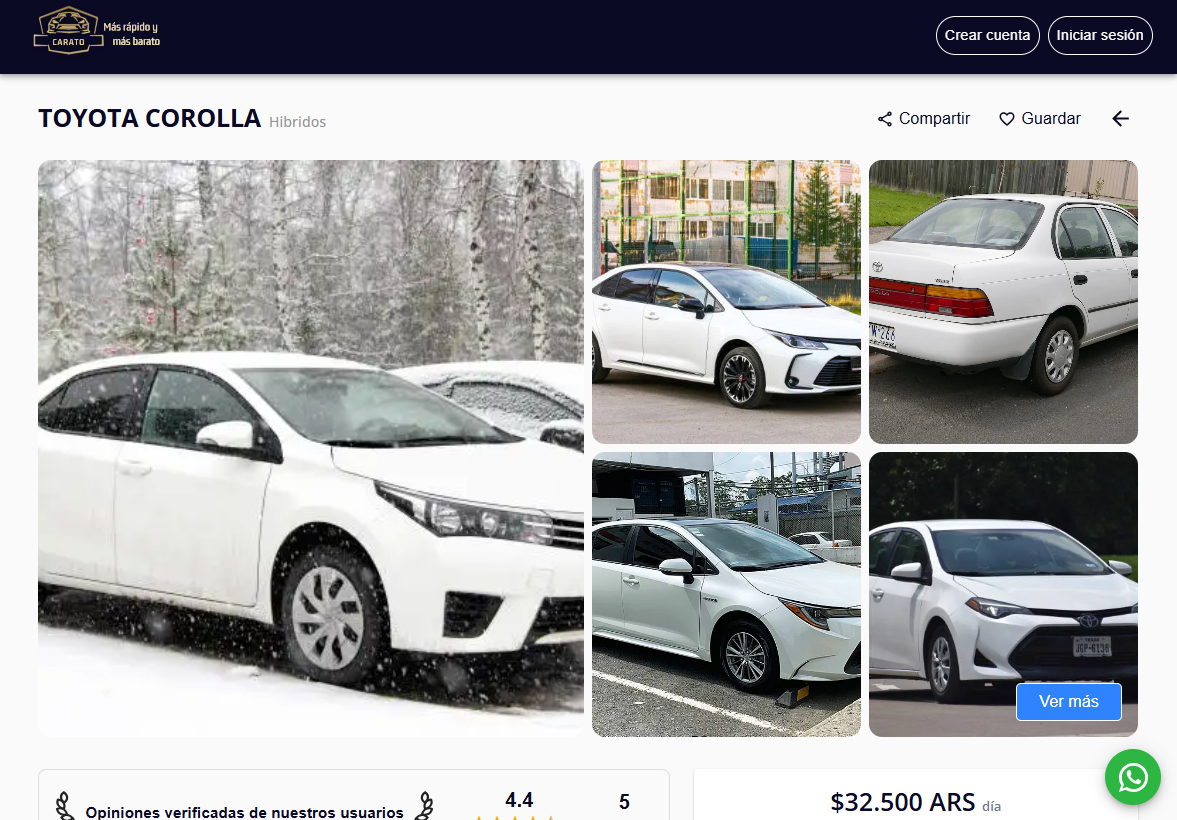 CARATO
Más rápido y
más barato
Crear cuenta
Iniciar sesión
TOYOTA COROLLA Hibridos
Compartir
Guardar
Ver más
Opiniones verificadas de nuestros usuarios
4.4
5
$32.500 ARS día